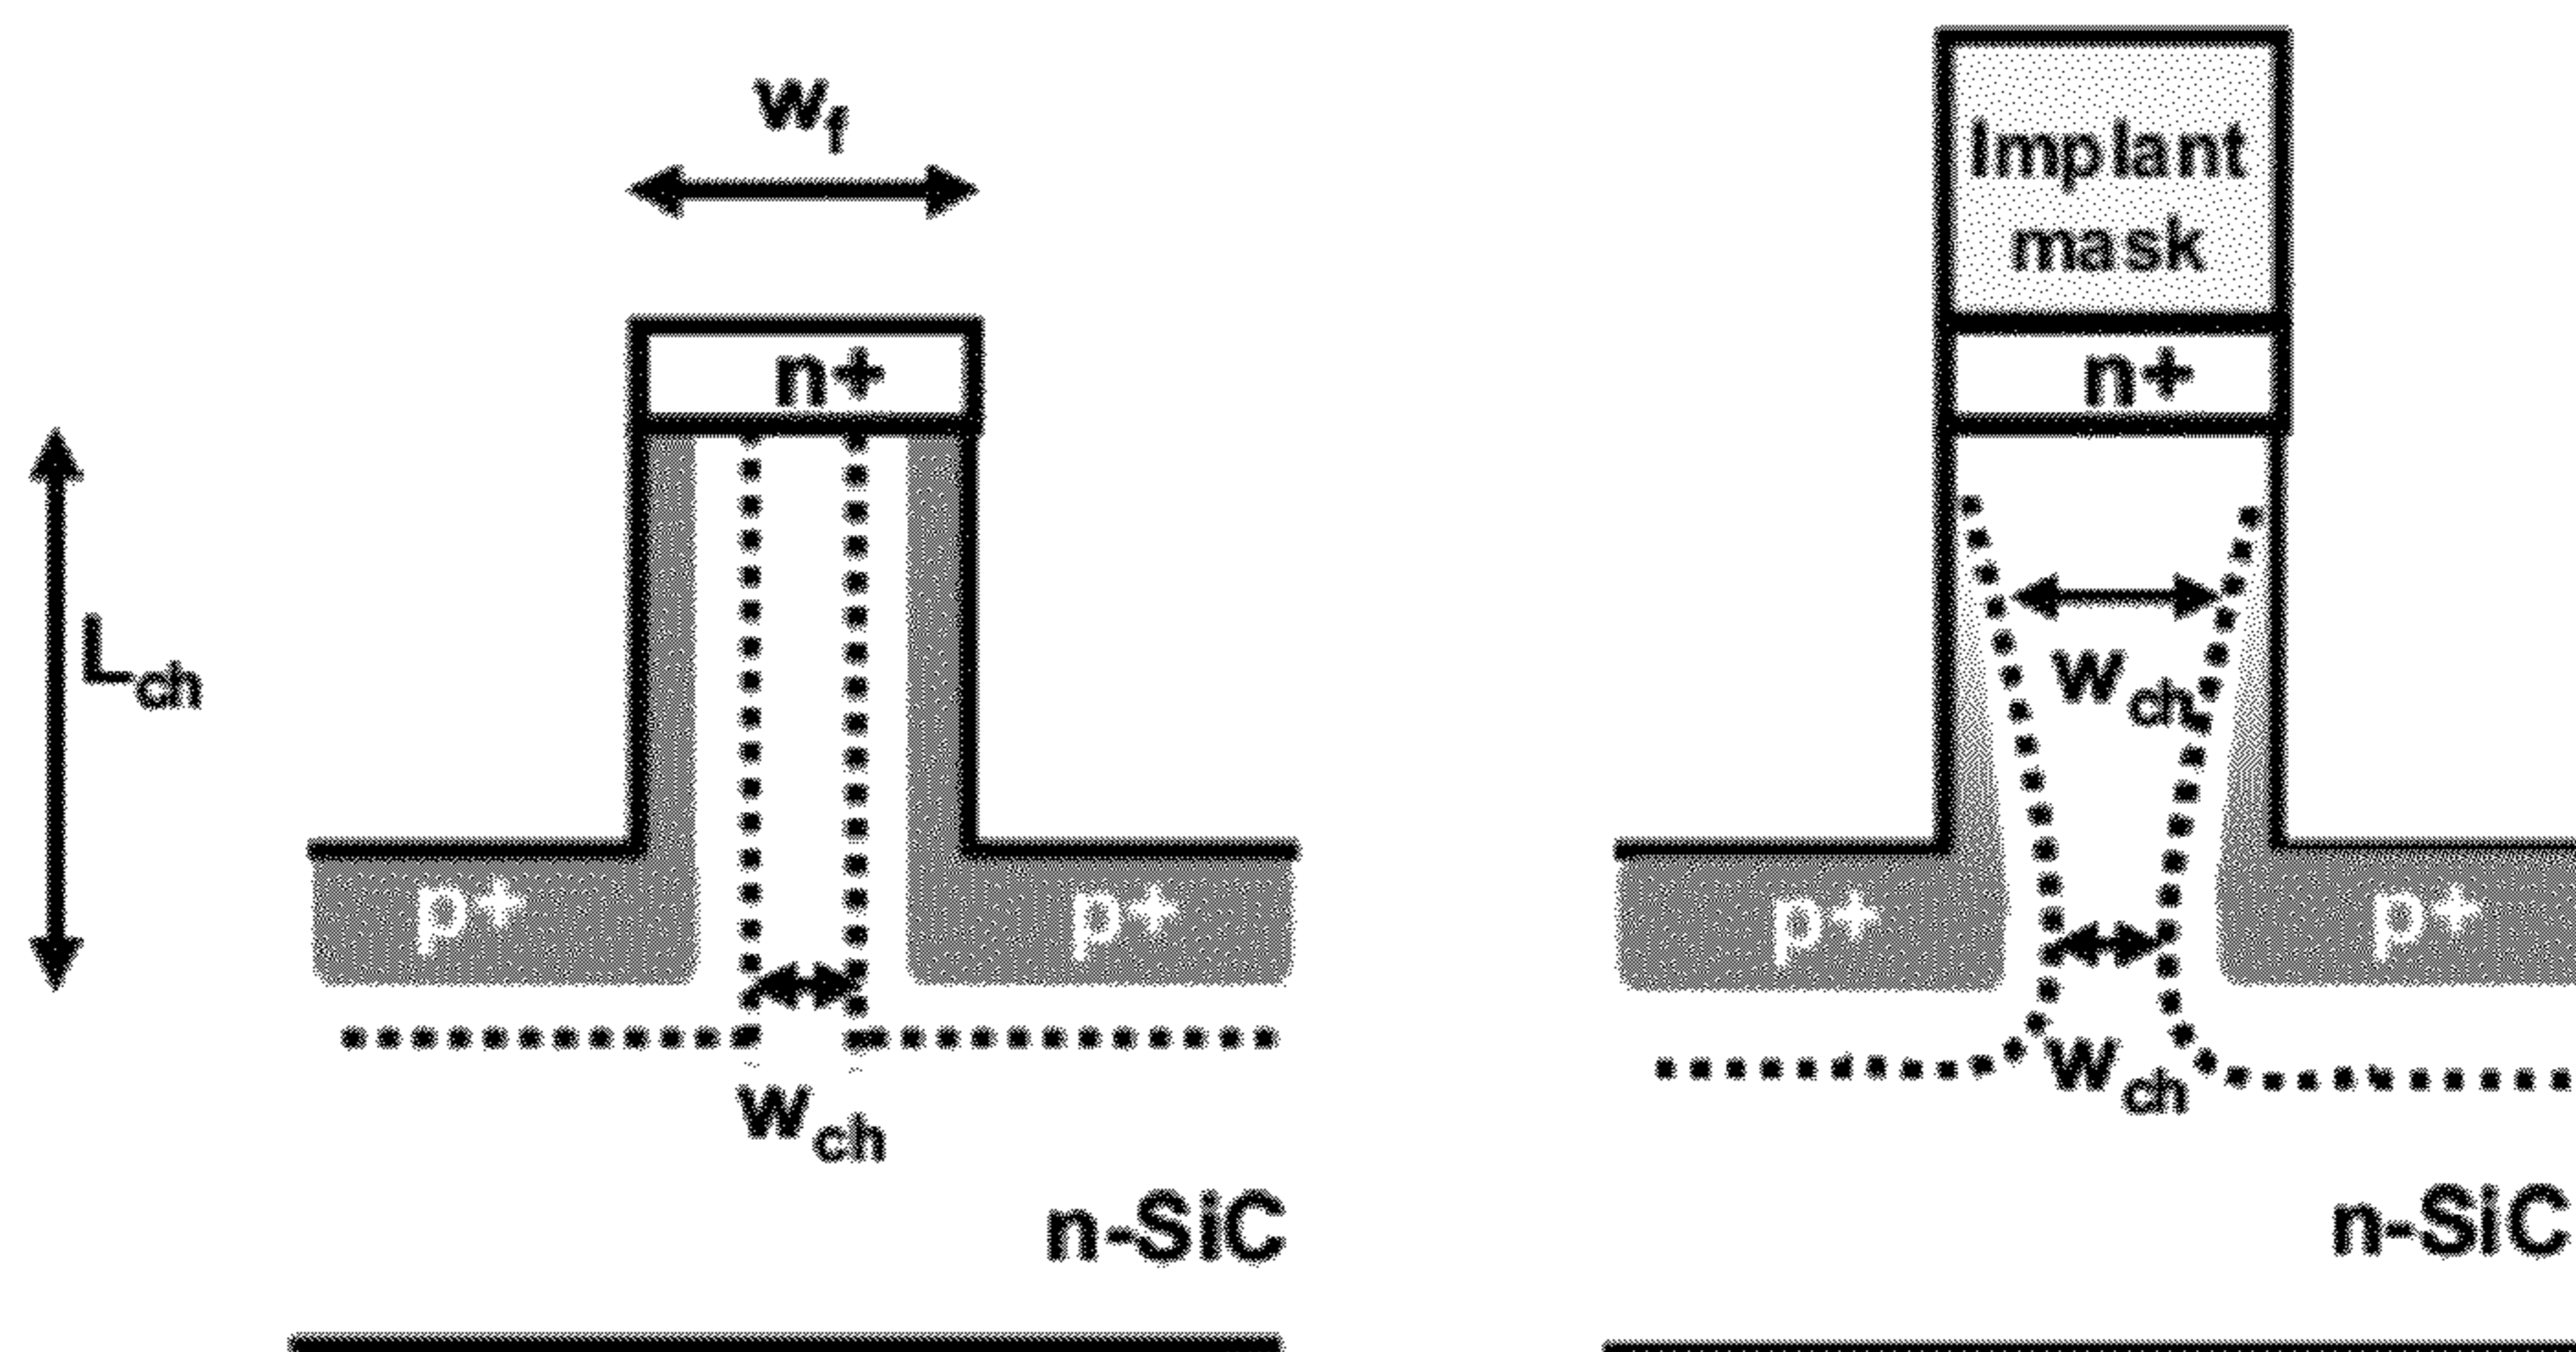 w_f
n+
L_ch
p+
p+
w_ch
n-SiC
Implant
mask
n+
w_ch
p+
p+
w_ch
n-SiC